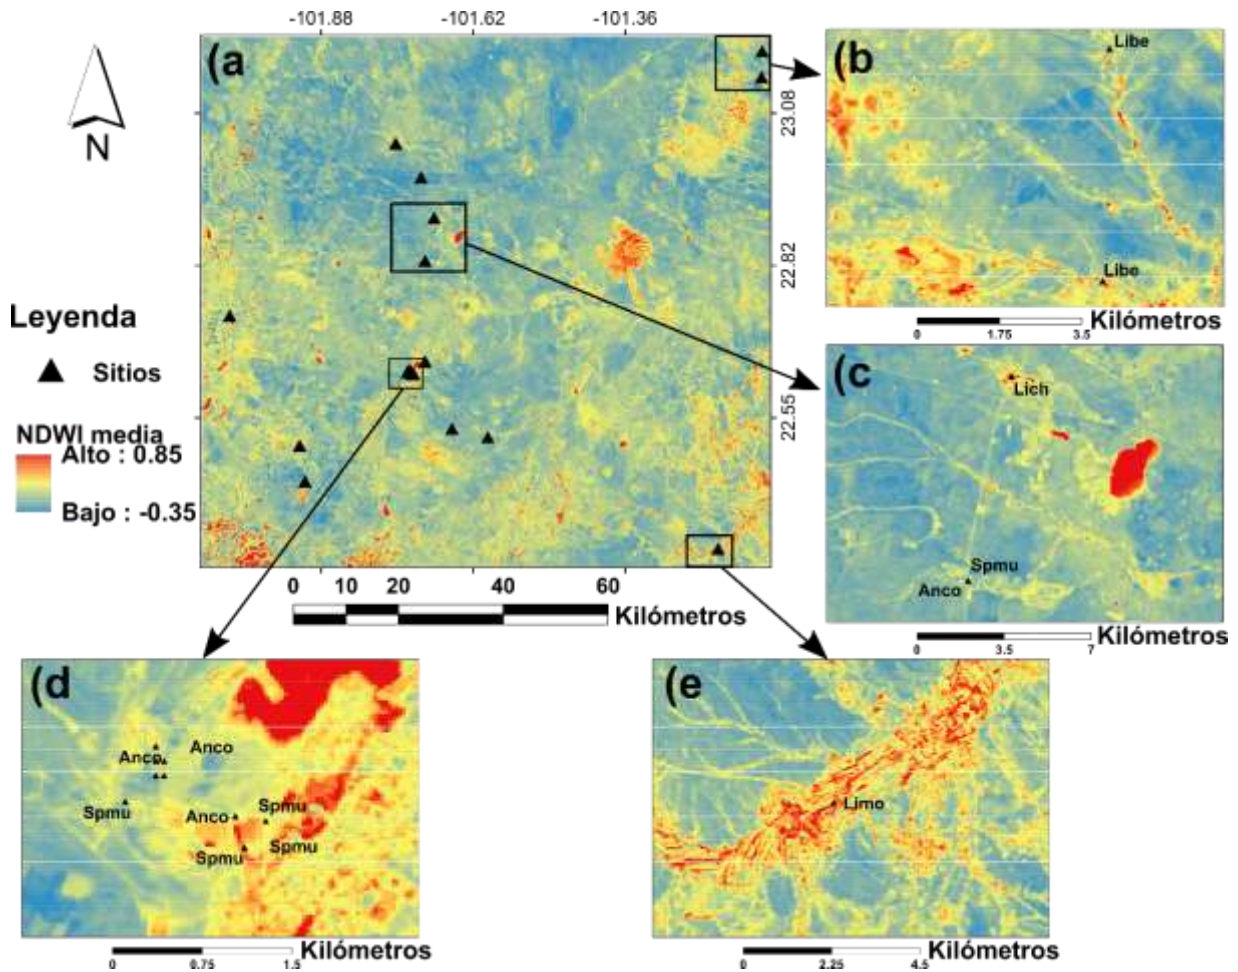 -101.88 -101.62 -101.36
(a
23.08
22.82
22.55
N
Leyenda
Sitios
NDWI media
Alto : 0.85
Bajo : -0.35
0 10 20 40 60
Kilómetros
(b
Libe
Libe
0 1.75 3.5
Kilómetros
(c
Lich
Spmu
Anco
0 3.5 7
Kilómetros
(d
Anco
Anco
Spmu
Spmu
Anco
Spmu
Spmu
0 0.75 1.5
Kilómetros
(e
Limo
0 2.25 4.5
Kilómetros